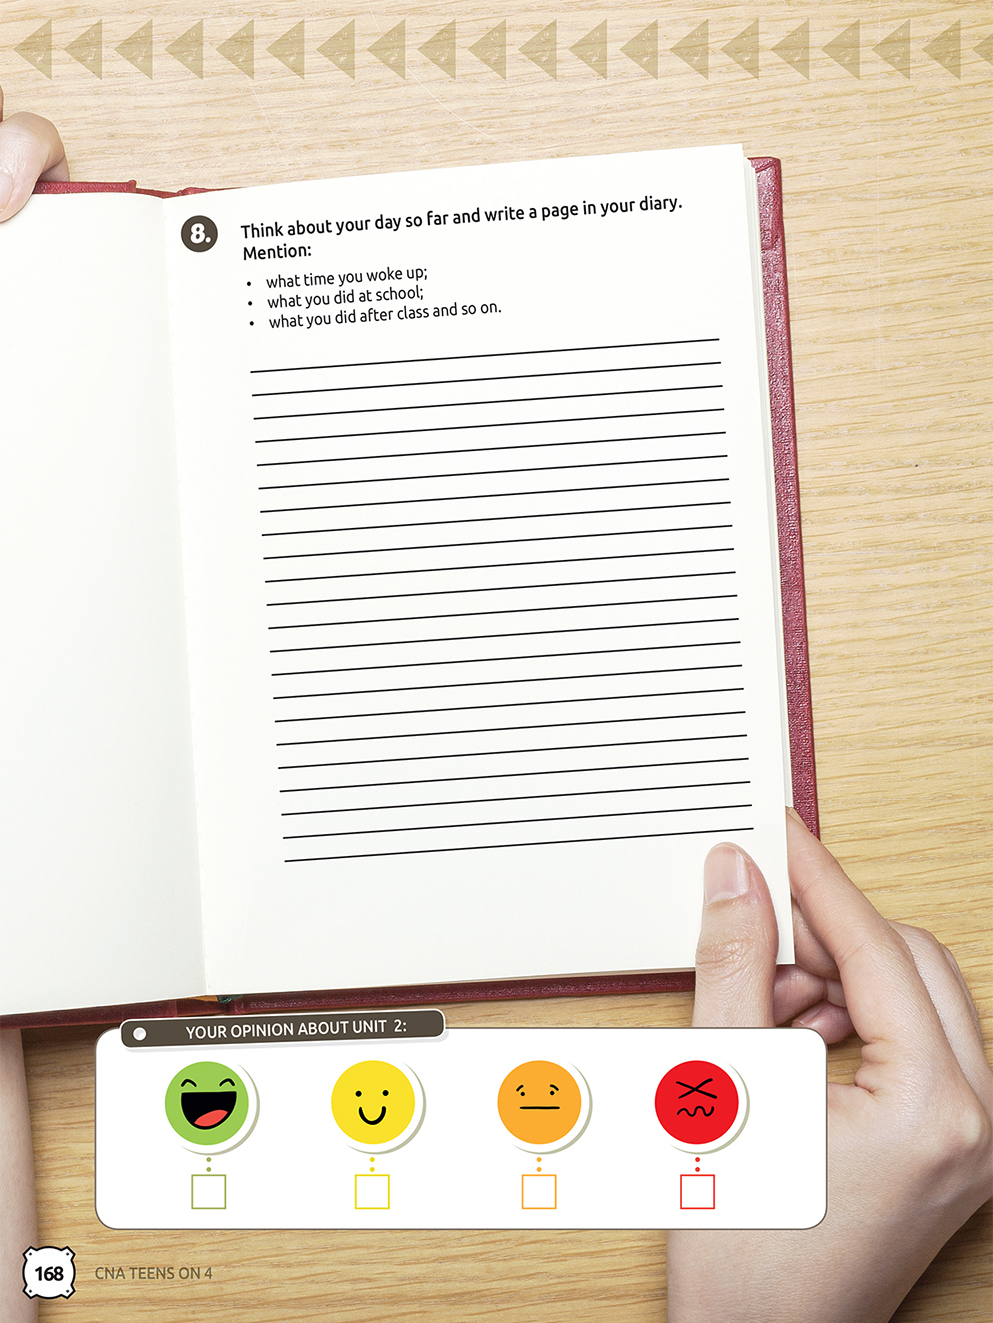 8.
Think about your day so far and write a page in your diary.
Mention:
• what time you woke up;
• what you did at school;
• what you did after class and so on.
YOUR OPINION ABOUT UNIT 2:
168
CNA TEENS ON 4